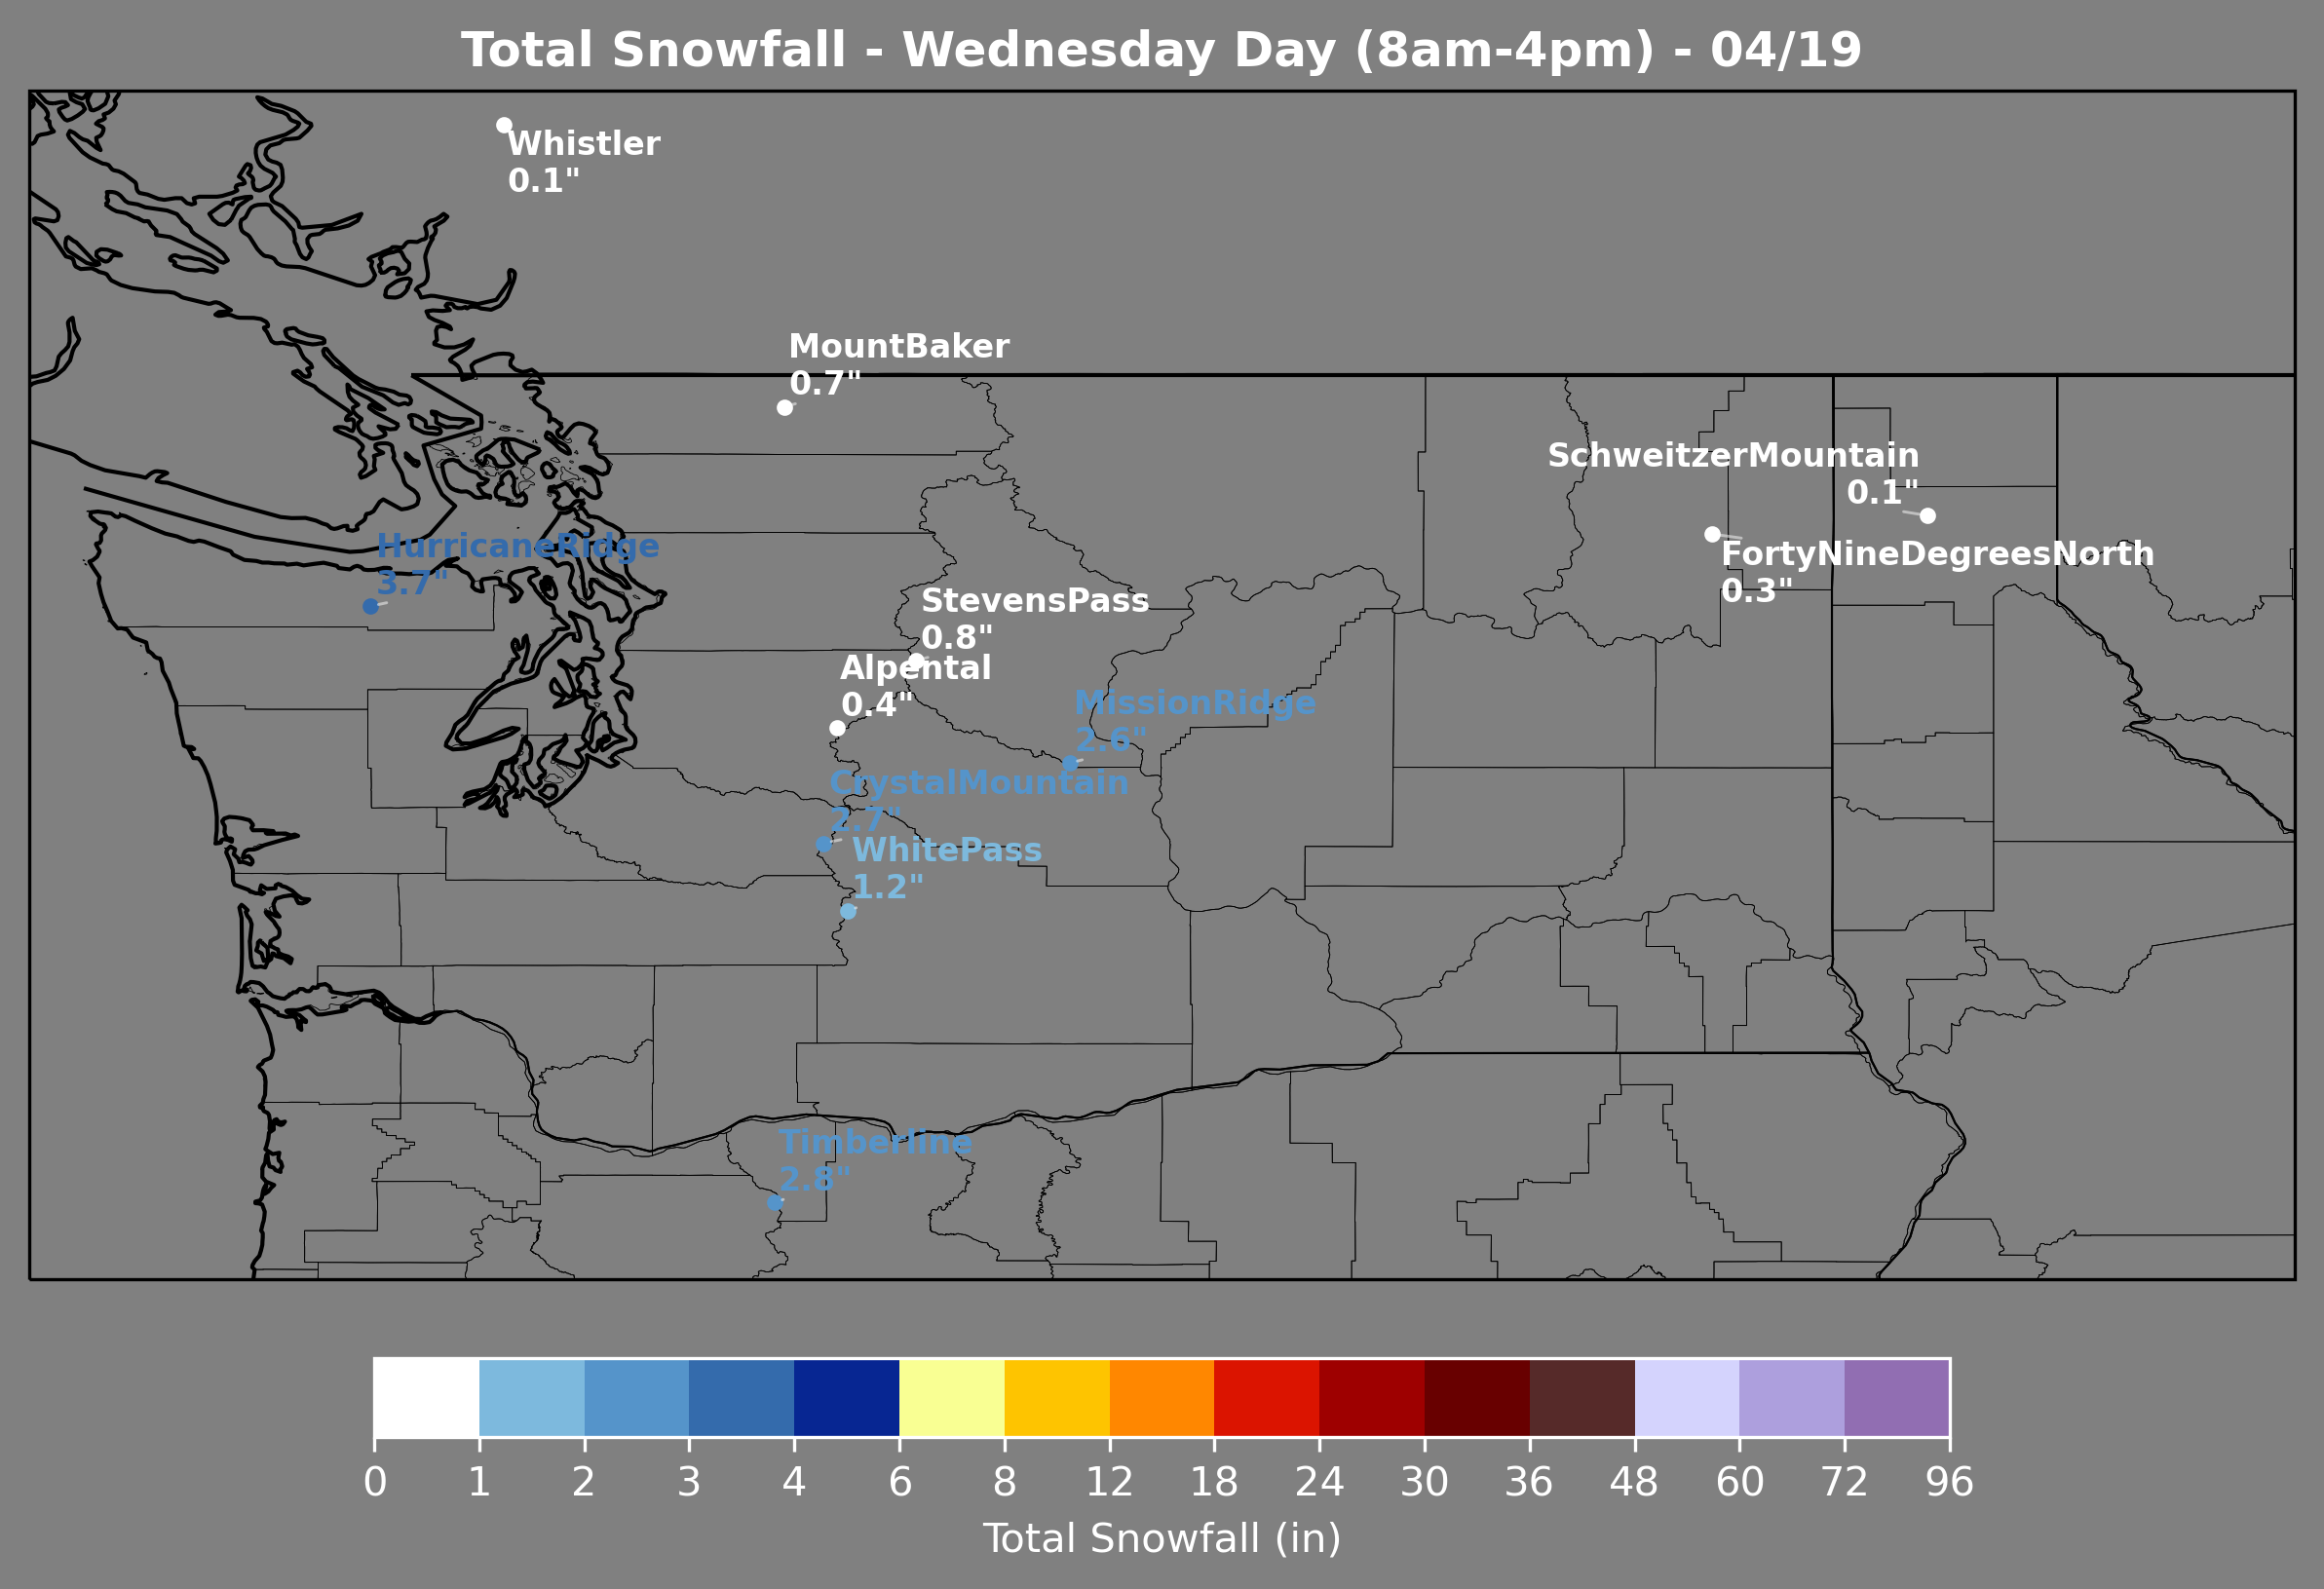 Total Snowfall - Wednesday Day (8am-4pm) - 04/19
Whistler
0.1"
MountBaker
0.7"
SchweitzerMountain
0.1"
HurricaneRidge
3.7"
FortyNineDegreesNorth
0.3"
StevensPass
0.8"
Alpental
0.4"
MissionRidge
2.6"
CrystalMountain
2.7"
WhitePass
1.2"
Timberline
2.8"
0 1 2 3 4 6 8 12 18 24 30 36 48 60 72 96
Total Snowfall (in)